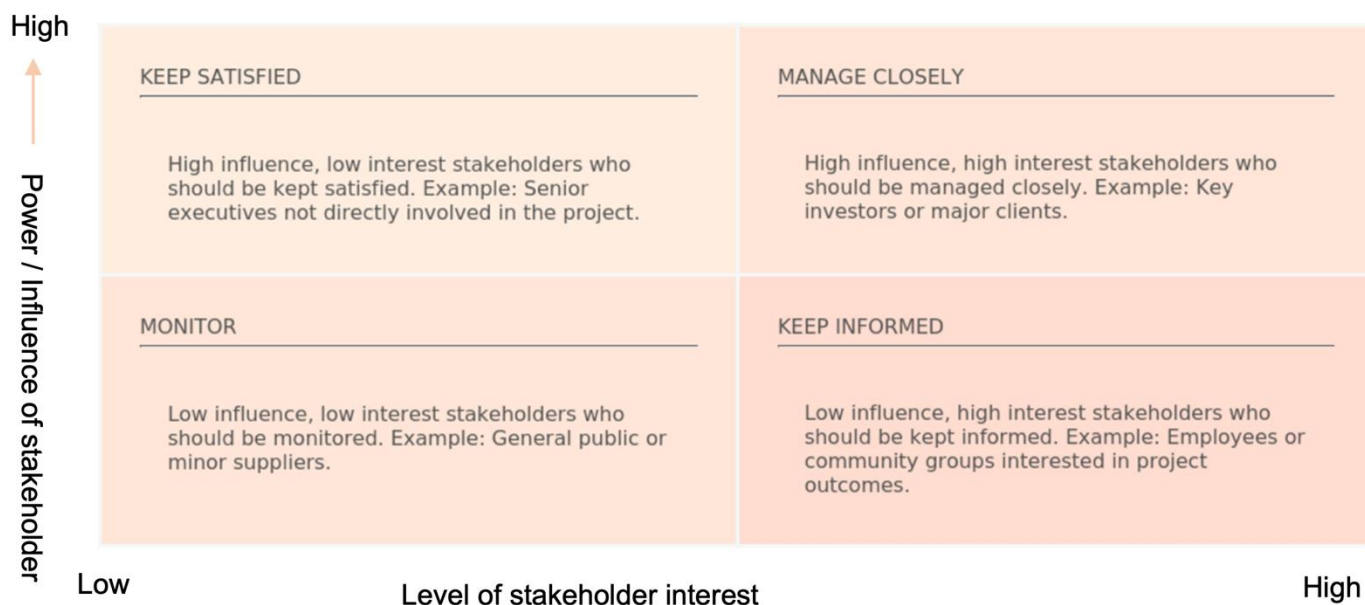 High
KEEP SATISFIED
High influence, low interest stakeholders who
should be kept satisfied. Example: Senior
executives not directly involved in the project.
MANAGE CLOSELY
High influence, high interest stakeholders who
should be managed closely. Example: Key
investors or major clients.
Power / Influence of stakeholder
MONITOR
Low influence, low interest stakeholders who
should be monitored. Example: General public or
minor suppliers.
KEEP INFORMED
Low influence, high interest stakeholders who
should be kept informed. Example: Employees or
community groups interested in project
outcomes.
Low
Level of stakeholder interest
High